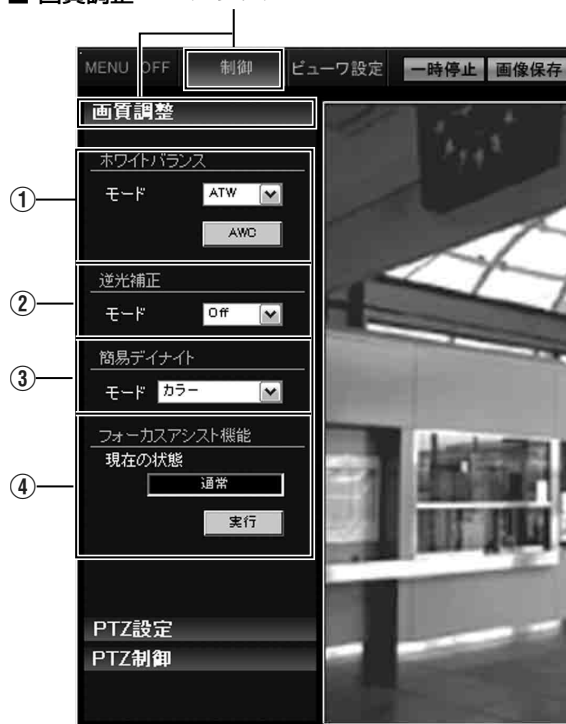 ■ 画質調整
MENU OFF 制御 ビューワ設定 一時停止 画像保存
画質調整
ホワイトバランス
① モード ATW
AWC
逆光補正
② モード Off
簡易デイナイト
③ モード カラー
フォーカスアシスト機能
現在の状態
④ 通常
実行
PTZ設定
PTZ制御